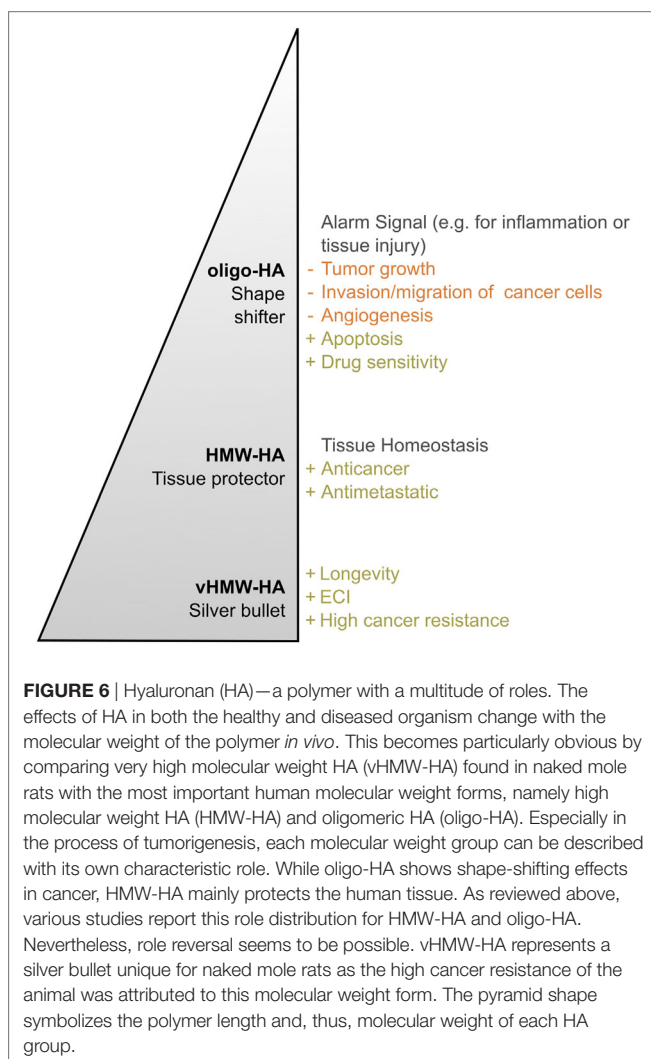 Alarm Signal (e.g. for inflammation or
tissue injury)
oligo-HA
Shape
shifter
- Tumor growth
- Invasion/migration of cancer cells
- Angiogenesis
+ Apoptosis
+ Drug sensitivity
HMW-HA
Tissue protector
Tissue Homeostasis
+ Anticancer
+ Antimetastatic
vHMW-HA
Silver bullet
+ Longevity
+ ECI
+ High cancer resistance
FIGURE 6 | Hyaluronan (HA)—a polymer with a multitude of roles. The
effects of HA in both the healthy and diseased organism change with the
molecular weight of the polymer in vivo. This becomes particularly obvious by
comparing very high molecular weight HA (vHMW-HA) found in naked mole
rats with the most important human molecular weight forms, namely high
molecular weight HA (HMW-HA) and oligomeric HA (oligo-HA). Especially in
the process of tumorigenesis, each molecular weight group can be described
with its own characteristic role. While oligo-HA shows shape-shifting effects
in cancer, HMW-HA mainly protects the human tissue. As reviewed above,
various studies report this role distribution for HMW-HA and oligo-HA.
Nevertheless, role reversal seems to be possible. vHMW-HA represents a
silver bullet unique for naked mole rats as the high cancer resistance of the
animal was attributed to this molecular weight form. The pyramid shape
symbolizes the polymer length and, thus, molecular weight of each HA
group.